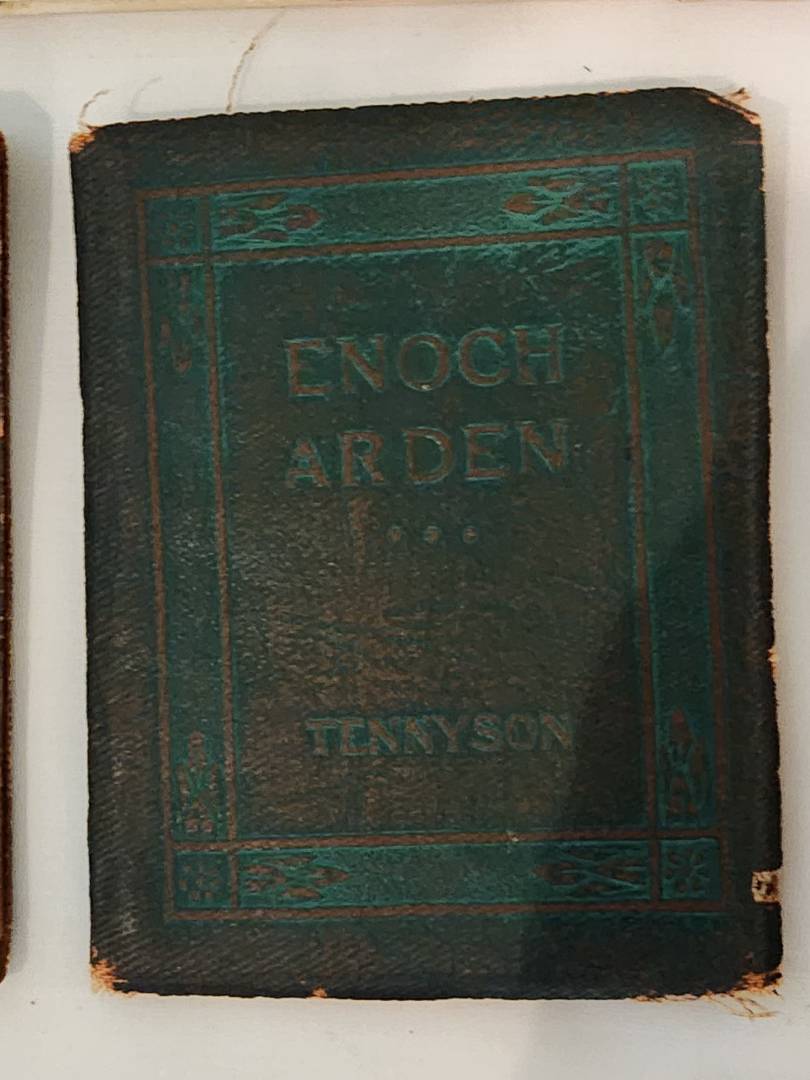 ENOCH
ARDEN
• • •
TENNYSON